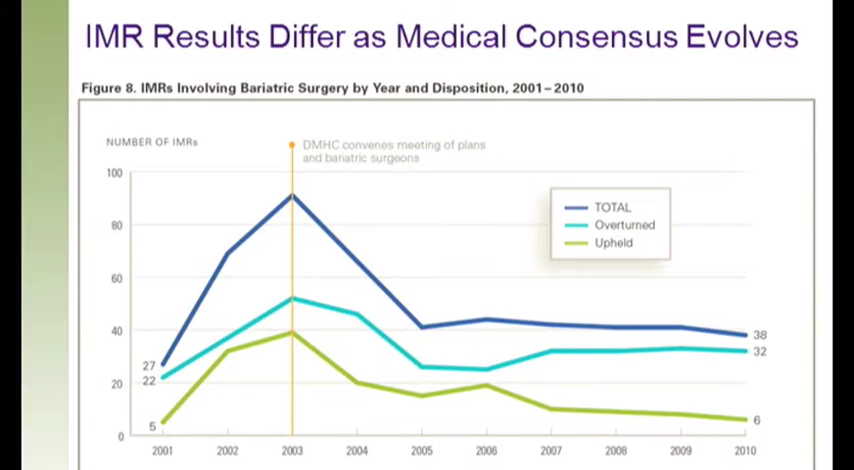 IMR Results Differ as Medical Consensus Evolves
Figure 8. IMRs Involving Bariatric Surgery by Year and Disposition, 2001–2010
NUMBER OF IMRs
DMHC convenes meeting of plans
and bariatric surgeons
100
80
60
40
20
0
TOTAL
Overturned
Upheld
27
22
5
38
32
6
2001 2002 2003 2004 2005 2006 2007 2008 2009 2010